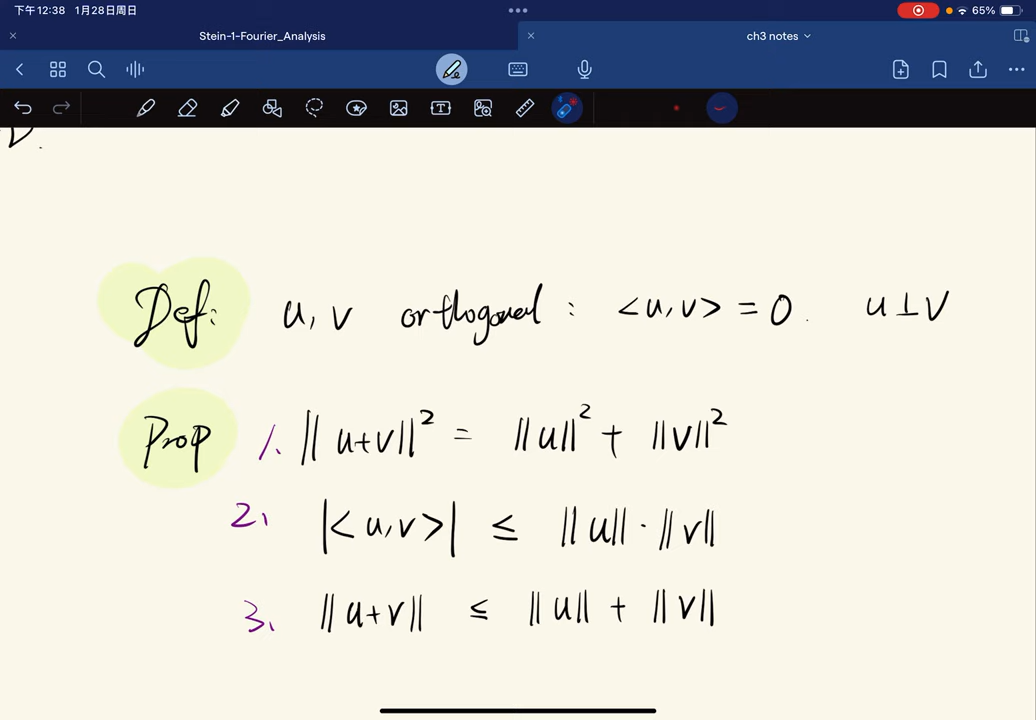 下午12:38 1月28日周日 65%
Stein-1-Fourier_Analysis ch3 notes
D.
Def: u, v orthogonal : <u, v> = 0. u⊥v
Prop 1. ||u+v||² = ||u||² + ||v||²
2. |<u, v>| ≤ ||u|| · ||v||
3. ||u+v|| ≤ ||u|| + ||v||